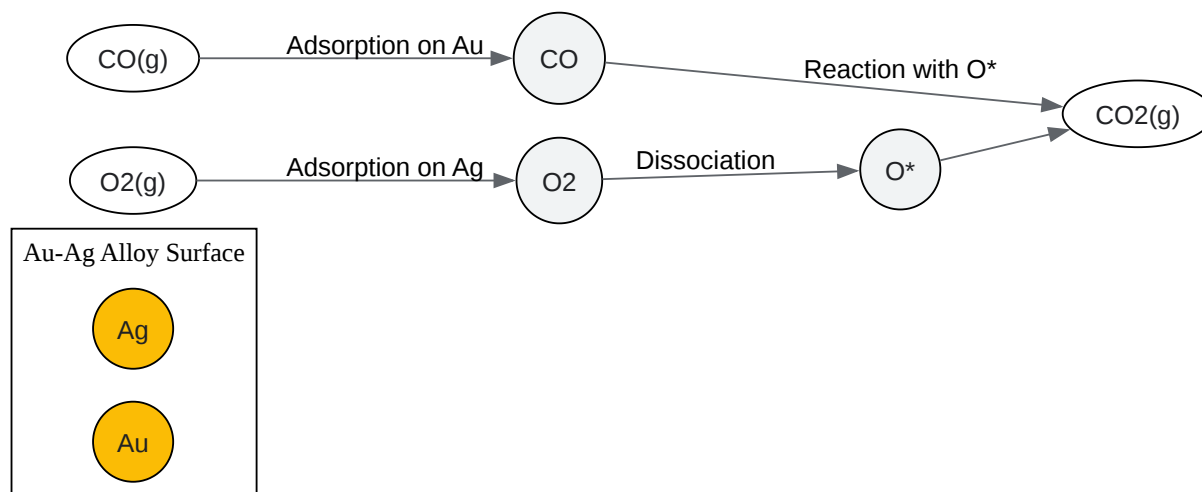 CO(g)
Adsorption on Au
CO
Reaction with O*
CO2(g)
O2(g)
Adsorption on Ag
O2
Dissociation
O*
Au-Ag Alloy Surface
Ag
Au